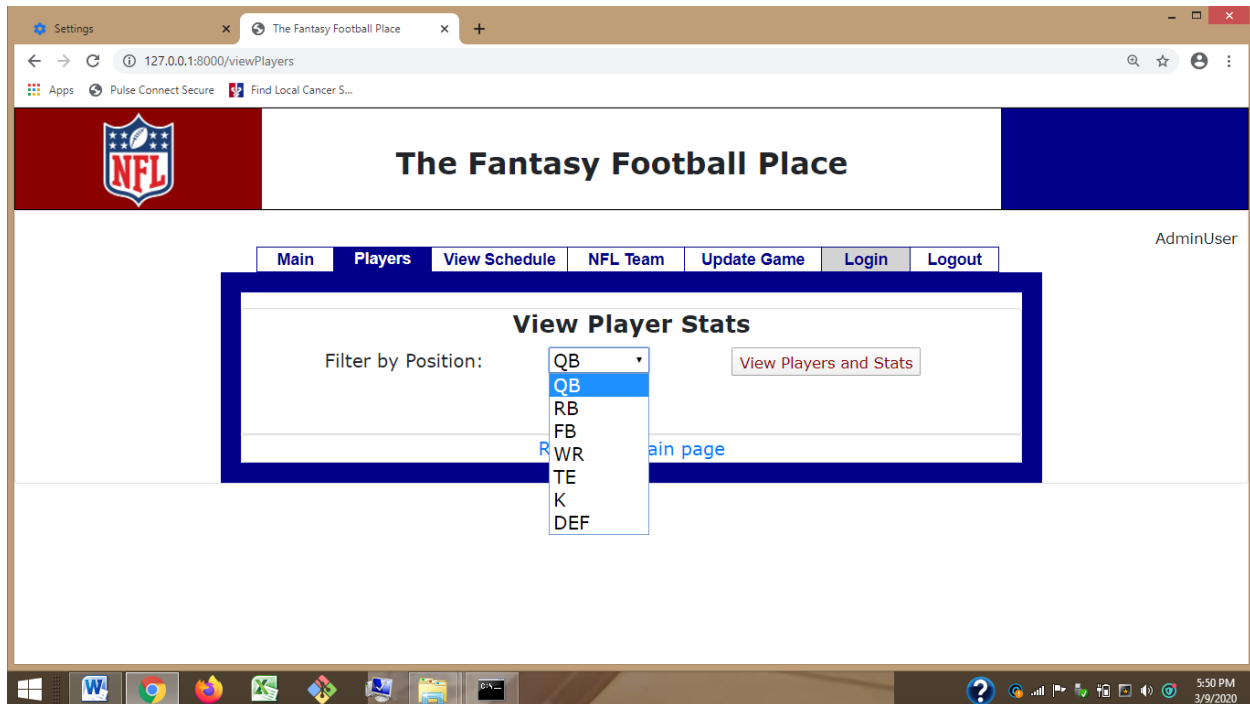 Settings
The Fantasy Football Place
127.0.0.1:8000/viewPlayers
Apps Pulse Connect Secure Find Local Cancer S...
NFL
The Fantasy Football Place
AdminUser
Main Players View Schedule NFL Team Update Game Login Logout
View Player Stats
Filter by Position: QB View Players and Stats
QB
RB
FB
R ain page
WR
TE
K
DEF
5:50 PM
3/9/2020